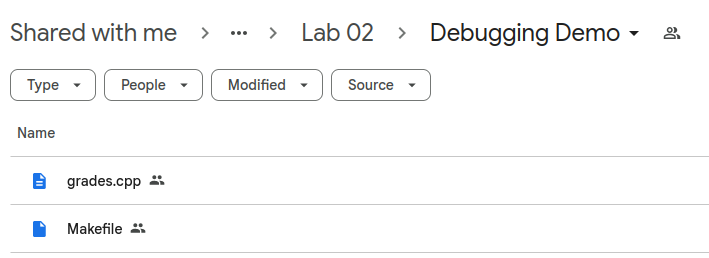 Shared with me > ... > Lab 02 > Debugging Demo
Type People Modified Source
Name
grades.cpp
Makefile